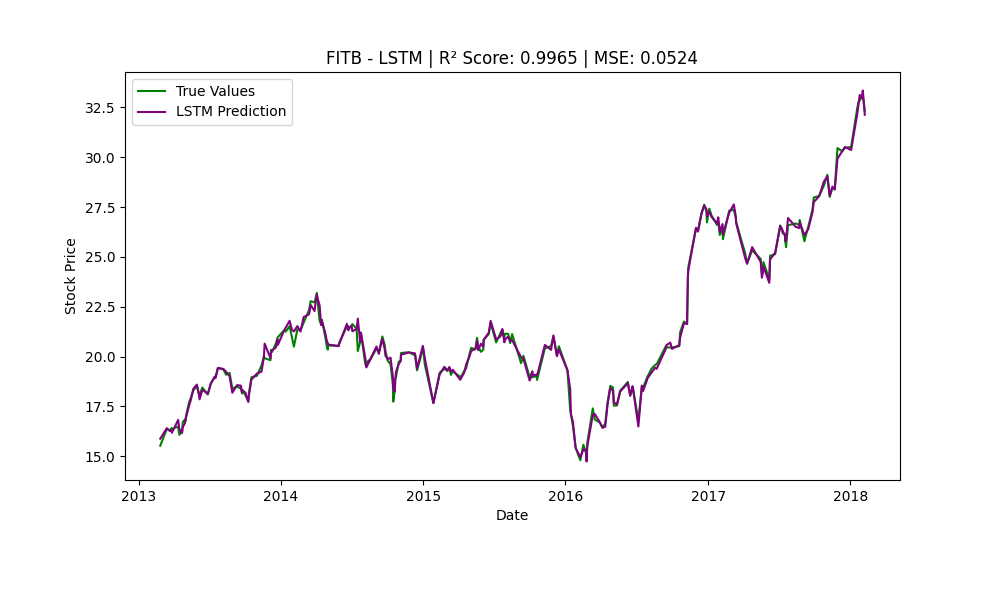 FITB - LSTM | R² Score: 0.9965 | MSE: 0.0524
True Values
LSTM Prediction
Stock Price
32.5
30.0
27.5
25.0
22.5
20.0
17.5
15.0
2013 2014 2015 2016 2017 2018
Date